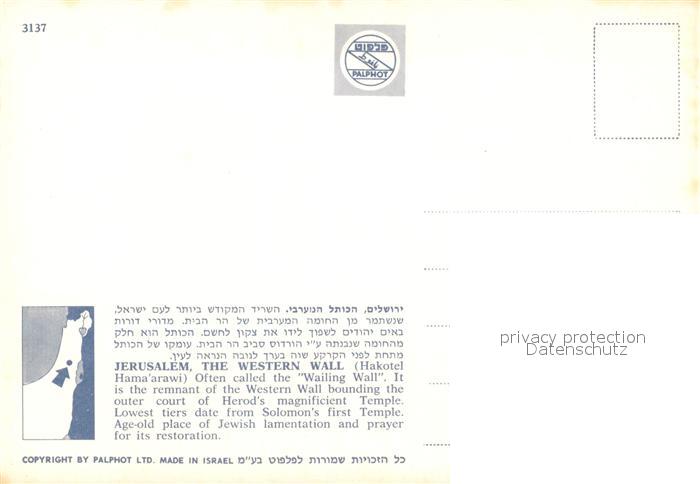 3137
פלפוט
PALPHOT
ירושלים, הכותל המערבי. השריד המקודש ביותר לעם ישראל,
שנשתמר מן החומה המערבית של הר הבית. מדורי דורות
באים יהודים לשפוך לידו את צקון לחשם. הכותל הוא חלק
מהחומה שנבנתה ע"י הורדוס סביב הר הבית. עומקו של הכותל
מתחת לפני הקרקע שוה בערך לגובה הנראה לעין.
JERUSALEM, THE WESTERN WALL (Hakotel
Hama'arawi) Often called the "Wailing Wall". It
is the remnant of the Western Wall bounding the
outer court of Herod's magnificient Temple.
Lowest tiers date from Solomon's first Temple.
Age-old place of Jewish lamentation and prayer
for its restoration.
COPYRIGHT BY PALPHOT LTD. MADE IN ISRAEL כל הזכויות שמורות לפלפוט בע"מ
privacy protection
Datenschutz